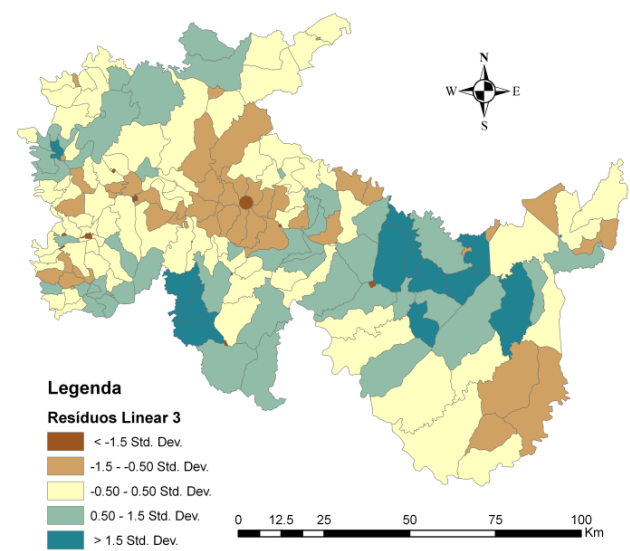 N
W E
S
Legenda
Resíduos Linear 3
< -1.5 Std. Dev.
-1.5 - -0.50 Std. Dev.
-0.50 - 0.50 Std. Dev.
0.50 - 1.5 Std. Dev.
> 1.5 Std. Dev.
0 12.5 25 50 75 100
Km